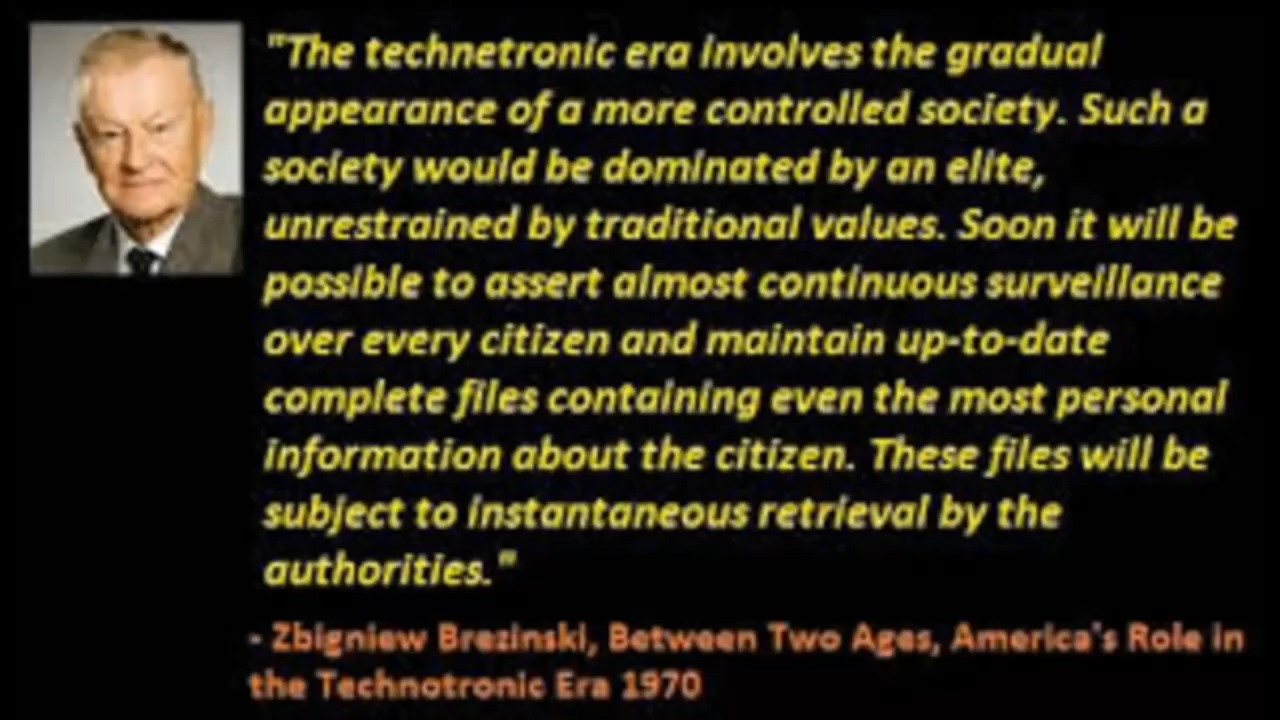 "The technetronic era involves the gradual
appearance of a more controlled society. Such a
society would be dominated by an elite,
unrestrained by traditional values. Soon it will be
possible to assert almost continuous surveillance
over every citizen and maintain up-to-date
complete files containing even the most personal
information about the citizen. These files will be
subject to instantaneous retrieval by the
authorities."
- Zbigniew Brezinski, Between Two Ages, America's Role in
the Technotronic Era 1970